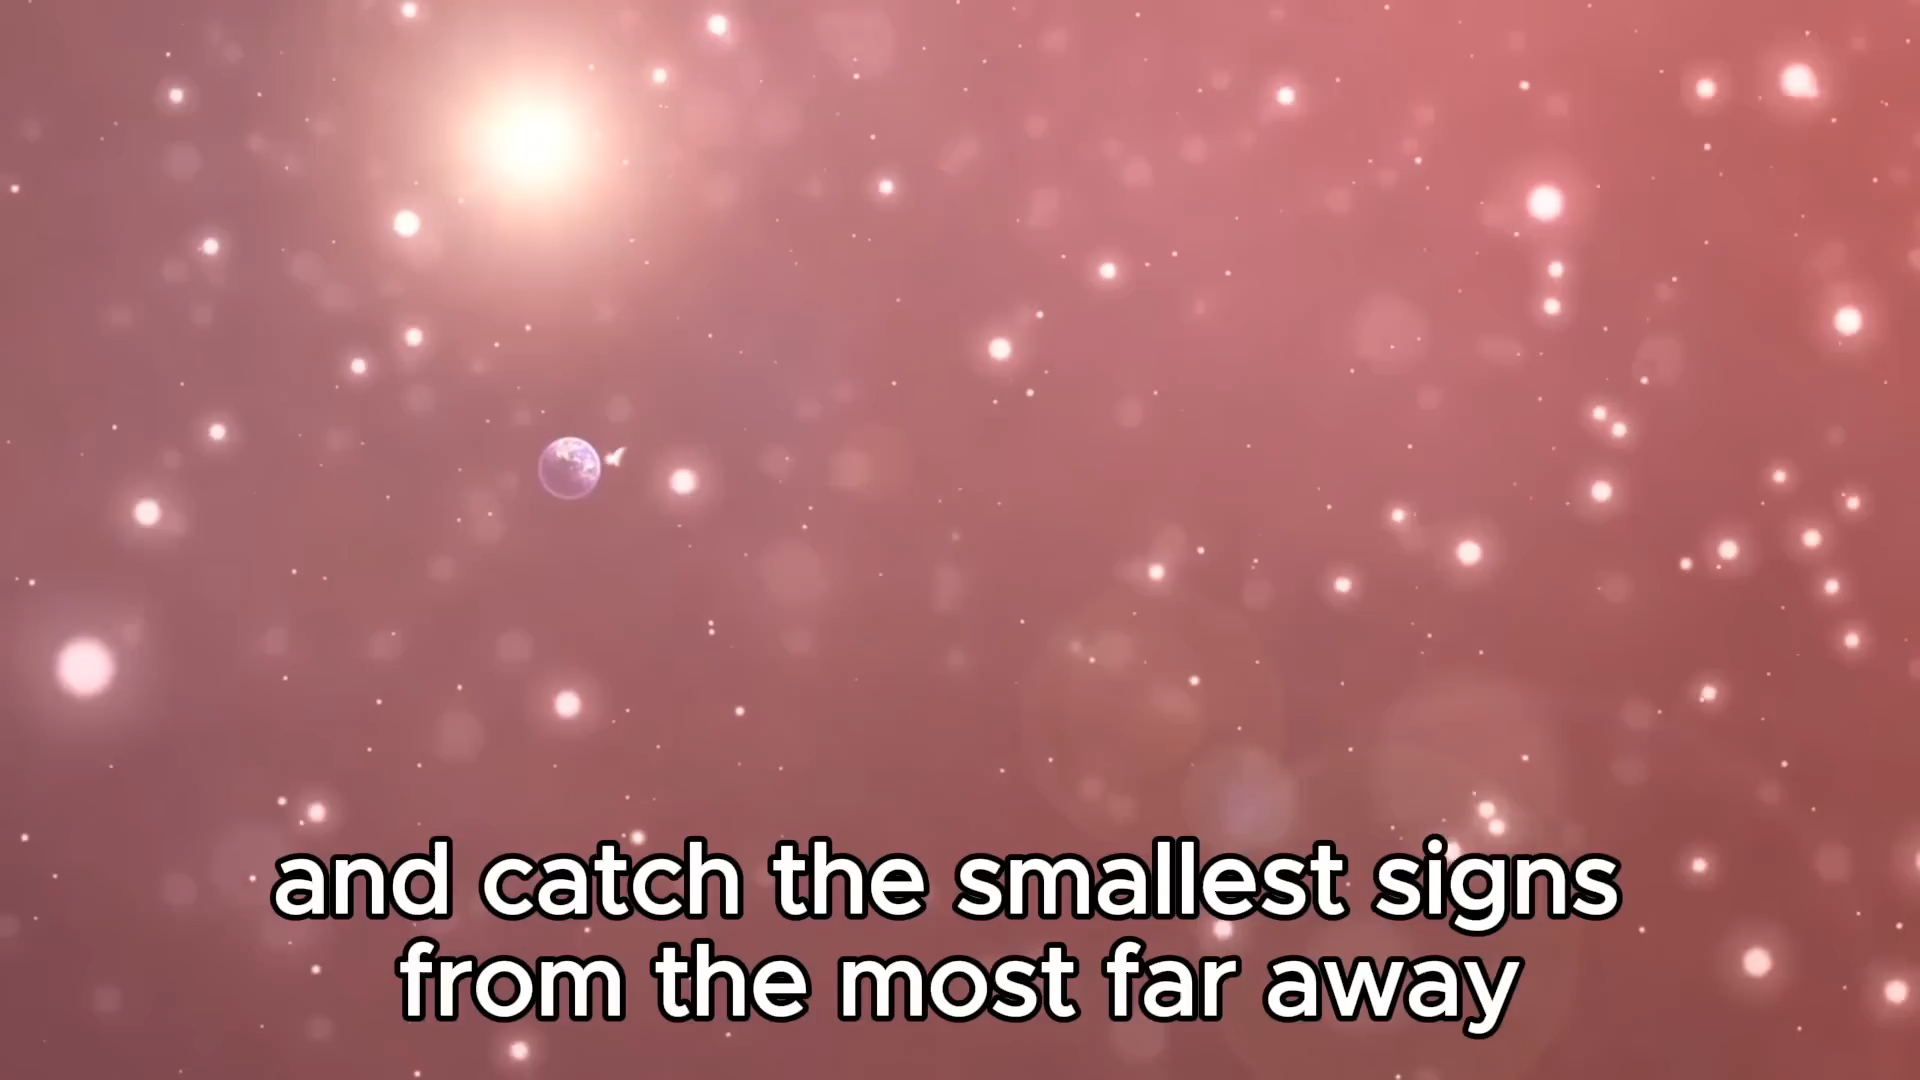 and catch the smallest signs
from the most far away